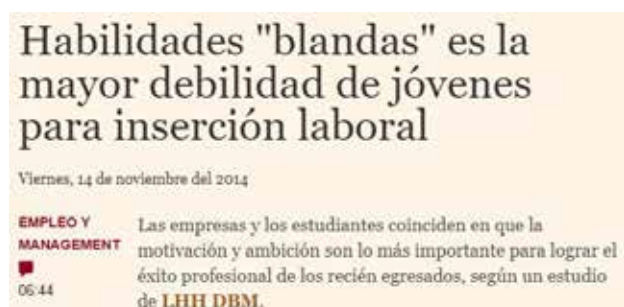 Habilidades "blandas" es la
mayor debilidad de jóvenes
para inserción laboral
Viernes, 14 de noviembre del 2014
EMPLEO Y
MANAGEMENT
06:44
Las empresas y los estudiantes coinciden en que la
motivación y ambición son lo más importante para lograr el
éxito profesional de los recién egresados, según un estudio
de LHH DBM.